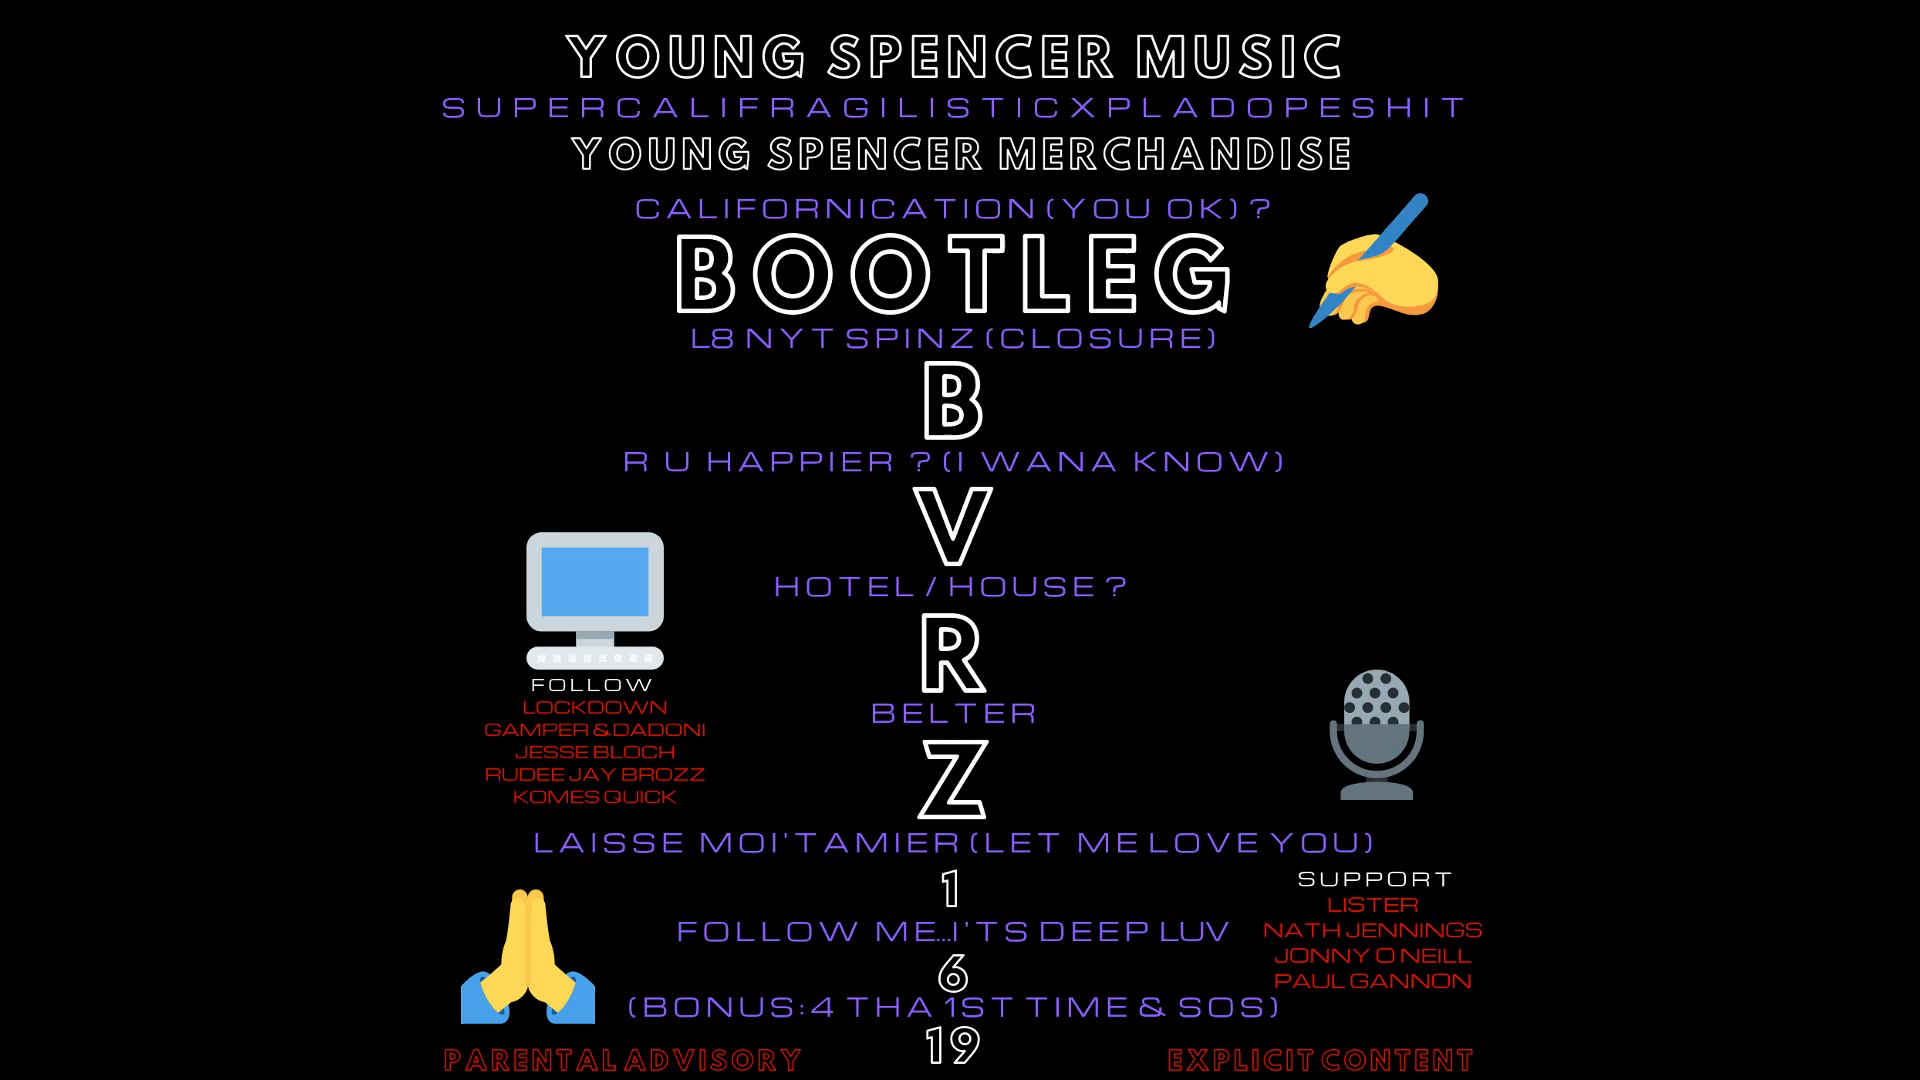 YOUNG SPENCER MUSIC
SUPERCALIFRAGILISTICXPLADOPESHIT
YOUNG SPENCER MERCHANDISE
CALIFORNICATION (YOU OK) ?
BOOTLEG
L8 NYT SPINZ (CLOSURE)
B
R U HAPPIER ? (I WANA KNOW)
V
HOTEL / HOUSE ?
R
BELTER
Z
FOLLOW
LOCKDOWN
GAMPER & DADONI
JESSE BLOCH
RUDEE JAY BROZZ
KOMES QUICK
LAISSE MOI'TAMIER (LET ME LOVE YOU)
1
FOLLOW ME...I'TS DEEP LUV
6
(BONUS: 4 THA 1ST TIME & SOS)
19
SUPPORT
LISTER
NATH JENNINGS
JONNY O NEILL
PAUL GANNON
PARENTAL ADVISORY
EXPLICIT CONTENT